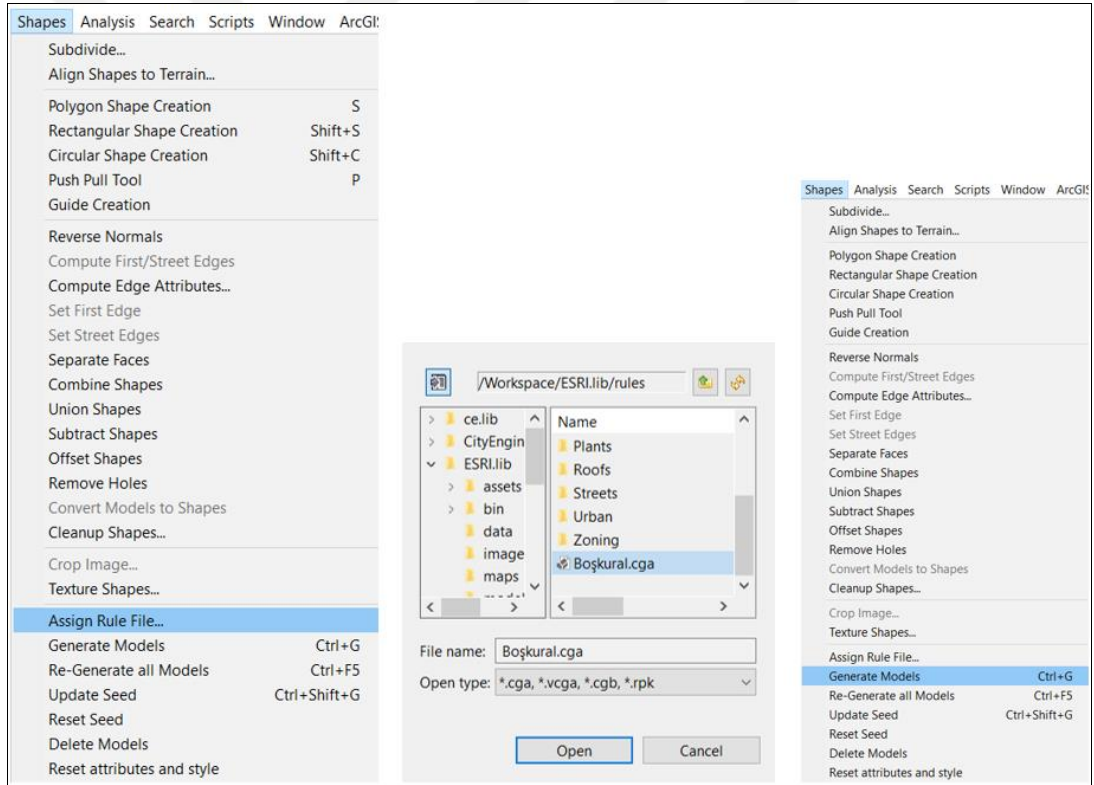 Shapes Analysis Search Scripts Window ArcGI
Subdivide...
Align Shapes to Terrain...
Polygon Shape Creation S
Rectangular Shape Creation Shift+S
Circular Shape Creation Shift+C
Push Pull Tool P
Guide Creation
Reverse Normals
Compute First/Street Edges
Compute Edge Attributes...
Set First Edge
Set Street Edges
Separate Faces
Combine Shapes
Union Shapes
Subtract Shapes
Offset Shapes
Remove Holes
Convert Models to Shapes
Cleanup Shapes...
Crop Image...
Texture Shapes...
Assign Rule File...
Generate Models Ctrl+G
Re-Generate all Models Ctrl+F5
Update Seed Ctrl+Shift+G
Reset Seed
Delete Models
Reset attributes and style
/Workspace/ESRI.lib/rules
ce.lib
CityEngin
ESRI.lib
assets
bin
data
image
maps
Name
Plants
Roofs
Streets
Urban
Zoning
Boşkural.cga
File name: Boşkural.cga
Open type: *.cga, *.vcga, *.cgb, *.rpk
Open Cancel
Shapes Analysis Search Scripts Window ArcGIS
Subdivide...
Align Shapes to Terrain...
Polygon Shape Creation
Rectangular Shape Creation
Circular Shape Creation
Push Pull Tool
Guide Creation
Reverse Normals
Compute First/Street Edges
Compute Edge Attributes...
Set First Edge
Set Street Edges
Separate Faces
Combine Shapes
Union Shapes
Subtract Shapes
Offset Shapes
Remove Holes
Convert Models to Shapes
Cleanup Shapes...
Crop Image...
Texture Shapes...
Assign Rule File...
Generate Models Ctrl+G
Re-Generate all Models Ctrl+F5
Update Seed Ctrl+Shift+G
Reset Seed
Delete Models
Reset attributes and style